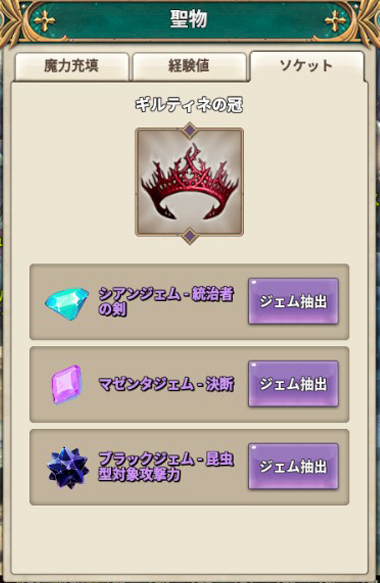 聖物
魔力充填
経験値
ソケット
ギルティネの冠
シアンジェム - 統治者
の剣
ジェム抽出
マゼンタジェム - 決断
ジェム抽出
ブラックジェム - 昆虫
型対象攻撃力
ジェム抽出